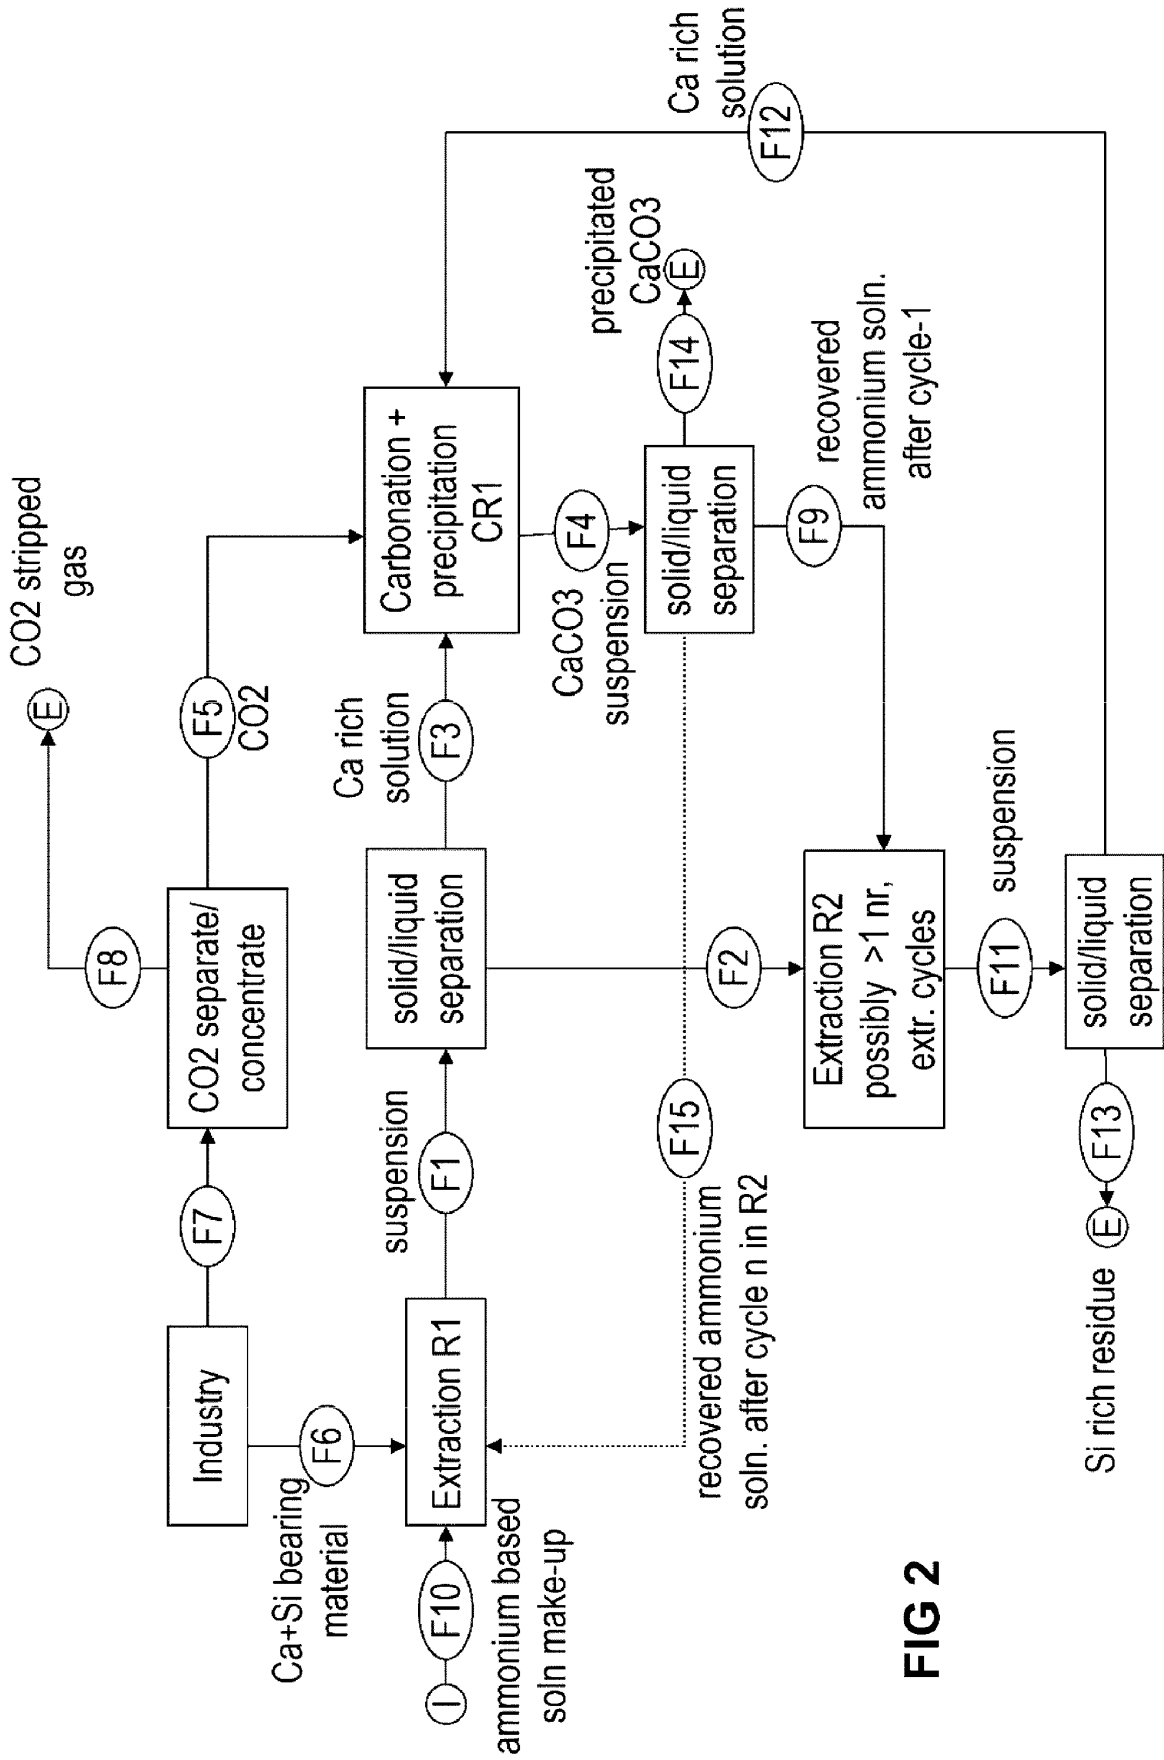 CO2 stripped
gas
E
F8
F7
CO2 separate/
concentrate
F5
CO2
Industry
F6
Ca+Si bearing
material
I
F10
ammonium based
soln make-up
Extraction R1
suspension
F1
solid/liquid
separation
Ca rich
solution
F3
Carbonation +
precipitation
CR1
Ca rich
solution
F12
CaCO3
suspension
F4
solid/liquid
separation
F14
precipitated
CaCO3
E
F9
recovered
ammonium soln.
after cycle-1
F15
recovered ammonium
soln. after cycle n in R2
F2
Extraction R2
possibly >1 nr,
extr. cycles
F11
suspension
solid/liquid
separation
F13
E
Si rich residue
FIG 2